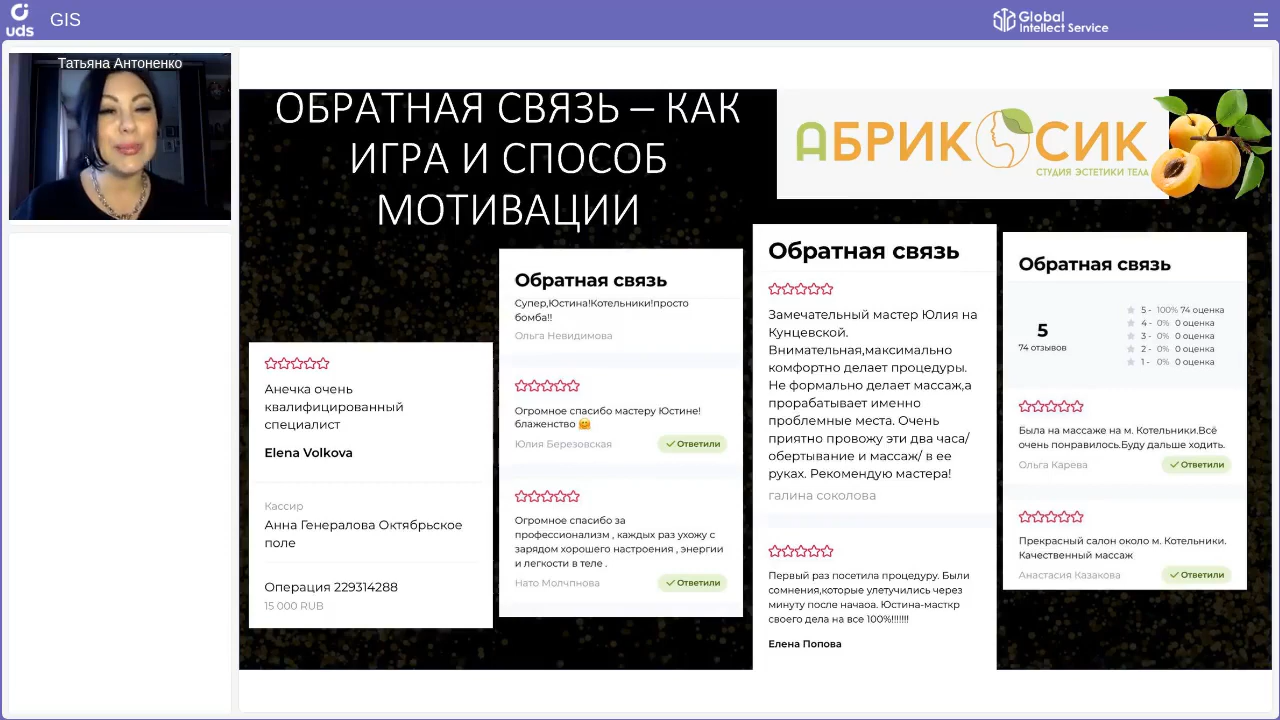 uds
GIS
Global
Intellect Service
Татьяна Антоненко
ОБРАТНАЯ СВЯЗЬ – КАК
ИГРА И СПОСОБ
МОТИВАЦИИ
АБРИКОСИК
СТУДИЯ ЭСТЕТИКИ ТЕЛА
Анечка очень
квалифицированный
специалист
Elena Volkova
Кассир
Анна Генералова Октябрьское
поле
Операция 229314288
15 000 RUB
Обратная связь
Супер,Юстина!Котельники!просто
бомба!!
Ольга Невидимова
Огромное спасибо мастеру Юстине!
блаженство 🤗
Юлия Березовская
Ответили
Огромное спасибо за
профессионализм , каждых раз ухожу с
зарядом хорошего настроения , энергии
и легкости в теле .
Нато Молчпнова
Ответили
Обратная связь
Замечательный мастер Юлия на
Кунцевской.
Внимательная,максимально
комфортно делает процедуры.
Не формально делает массаж,а
прорабатывает именно
проблемные места. Очень
приятно провожу эти два часа/
обертывание и массаж/ в ее
руках. Рекомендую мастера!
галина соколова
Первый раз посетила процедуру. Были
сомнения,которые улетучились через
минуту после начаоа. Юстина-масткр
своего дела на все 100%!!!!!!!
Елена Попова
Обратная связь
5
74 отзывов
5 - 100% 74 оценка
4 - 0% 0 оценка
3 - 0% 0 оценка
2 - 0% 0 оценка
1 - 0% 0 оценка
Была на массаже на м. Котельники.Всё
очень понравилось.Буду дальше ходить.
Ольга Карева
Ответили
Прекрасный салон около м. Котельники.
Качественный массаж
Анастасия Казакова
Ответили